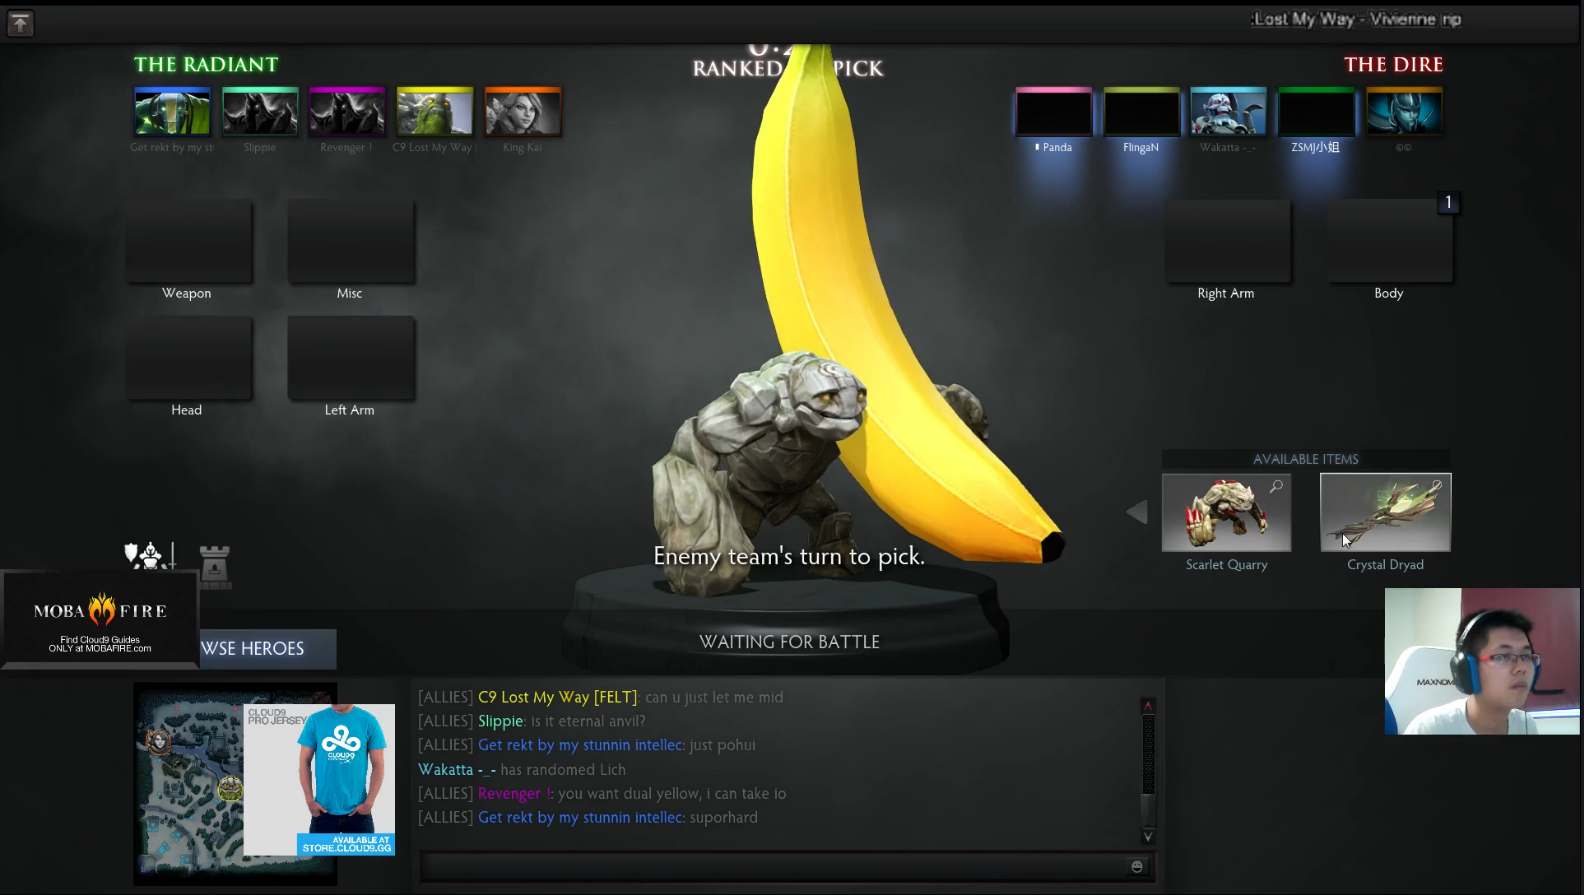 :Lost My Way - Vivienne rip
THE RADIANT
RANKED PICK
THE DIRE
Get rekt by my st
Slippie
Revenger !
C9 Lost My Way
King Kai
Panda
FlingaN
Wakatta -_-
ZSMJ小姐
©©
1
Weapon
Misc
Right Arm
Body
Head
Left Arm
AVAILABLE ITEMS
Enemy team's turn to pick.
Scarlet Quarry
Crystal Dryad
MOBAFIRE
Find Cloud9 Guides
ONLY at MOBAFIRE.com
WSE HEROES
WAITING FOR BATTLE
MAXNOM
[ALLIES] C9 Lost My Way [FELT]: can u just let me mid
[ALLIES] Slippie: is it eternal anvil?
[ALLIES] Get rekt by my stunnin intellec: just pohui
Wakatta -_- has randomed Lich
[ALLIES] Revenger !: you want dual yellow, i can take io
[ALLIES] Get rekt by my stunnin intellec: suporhard
CLOUD9
PRO JERSEY
CLOUD9
AVAILABLE AT
STORE.CLOUD9.GG